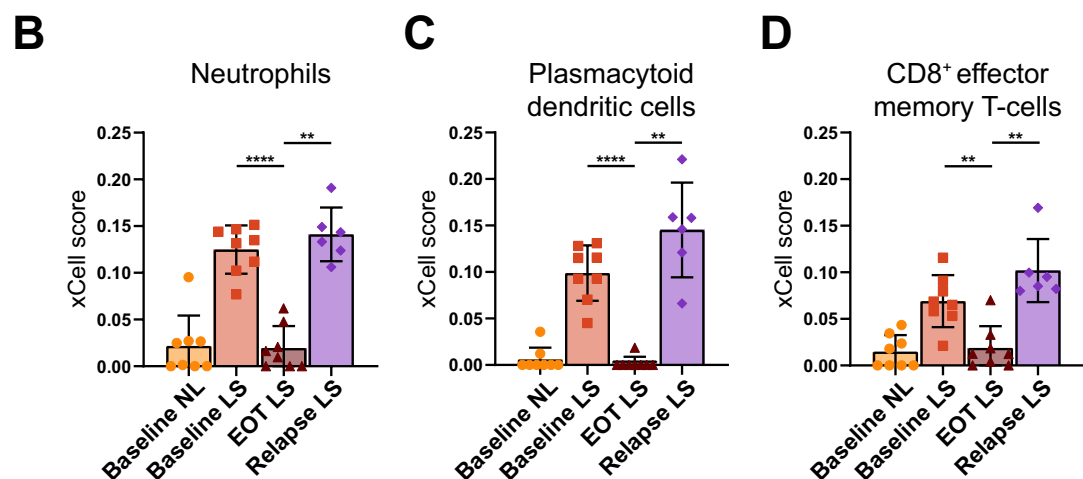 B
Neutrophils
xCell score
0.25
0.20
0.15
0.10
0.05
0.00
****
**
Baseline NL
Baseline LS
EOT LS
Relapse LS
C
Plasmacytoid
dendritic cells
xCell score
0.25
0.20
0.15
0.10
0.05
0.00
****
**
Baseline NL
Baseline LS
EOT LS
Relapse LS
D
CD8⁺ effector
memory T-cells
xCell score
0.25
0.20
0.15
0.10
0.05
0.00
**
**
Baseline NL
Baseline LS
EOT LS
Relapse LS